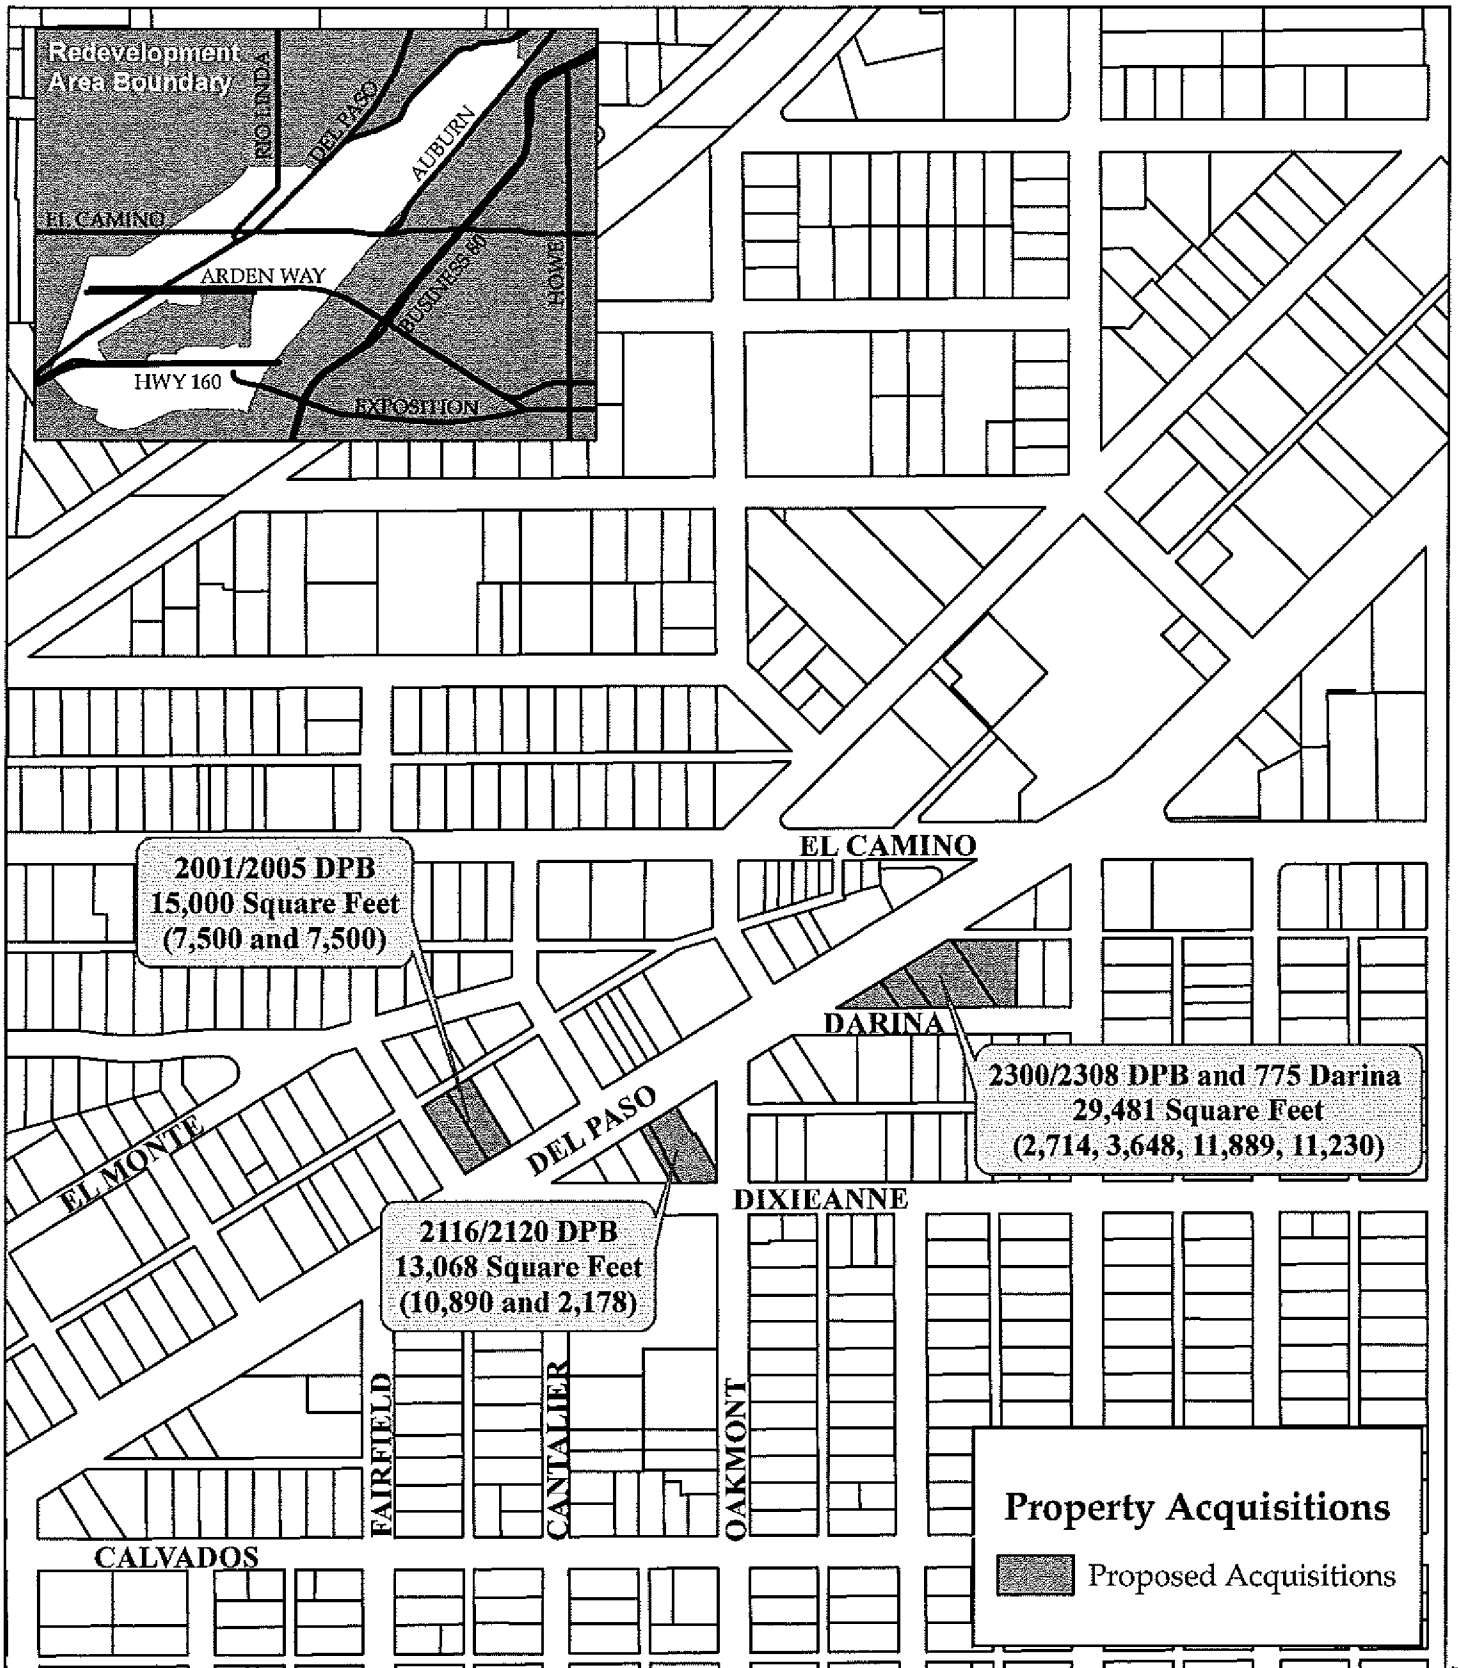 Redevelopment
Area Boundary
RIO LINDA
DEL PASO
AUBURN
EL CAMINO
ARDEN WAY
BUSINESS 80
HOWE
HWY 160
EXPOSITION
EL CAMINO
2001/2005 DPB
15,000 Square Feet
(7,500 and 7,500)
DARINA
2300/2308 DPB and 775 Darina
29,481 Square Feet
(2,714, 3,648, 11,889, 11,230)
EL MONTE
DEL PASO
DIXIEANNE
2116/2120 DPB
13,068 Square Feet
(10,890 and 2,178)
FAIRFIELD
CANTALIER
OAKMONT
CALVADOS
Property Acquisitions
Proposed Acquisitions